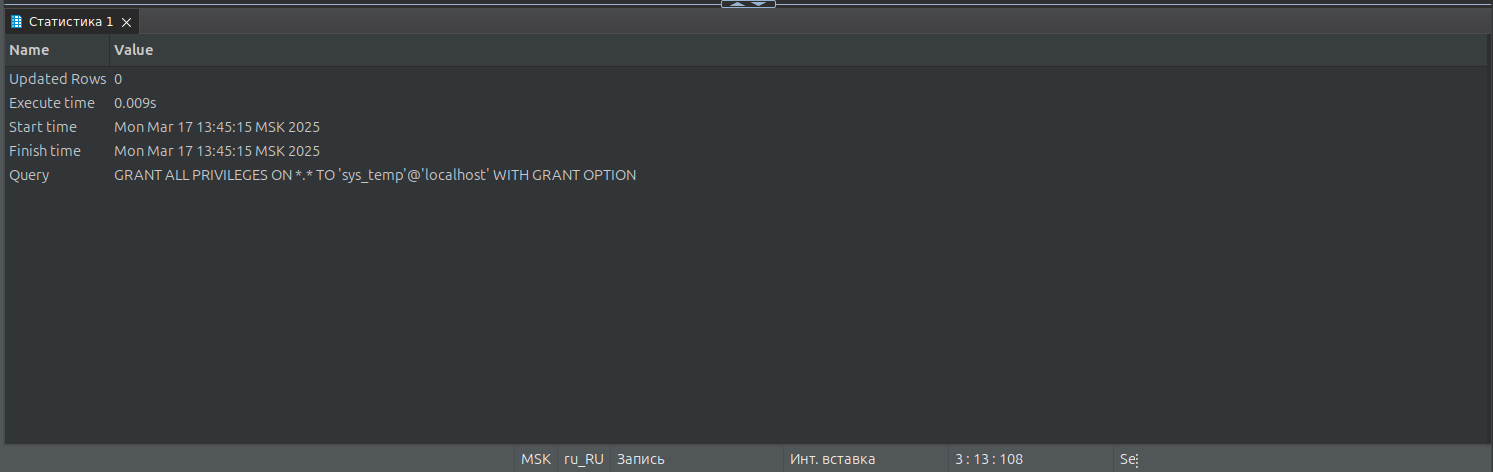 Статистика 1
Name Value
Updated Rows 0
Execute time 0.009s
Start time Mon Mar 17 13:45:15 MSK 2025
Finish time Mon Mar 17 13:45:15 MSK 2025
Query GRANT ALL PRIVILEGES ON *.* TO 'sys_temp'@'localhost' WITH GRANT OPTION
MSK ru_RU Запись Инт. вставка 3 : 13 : 108 Se